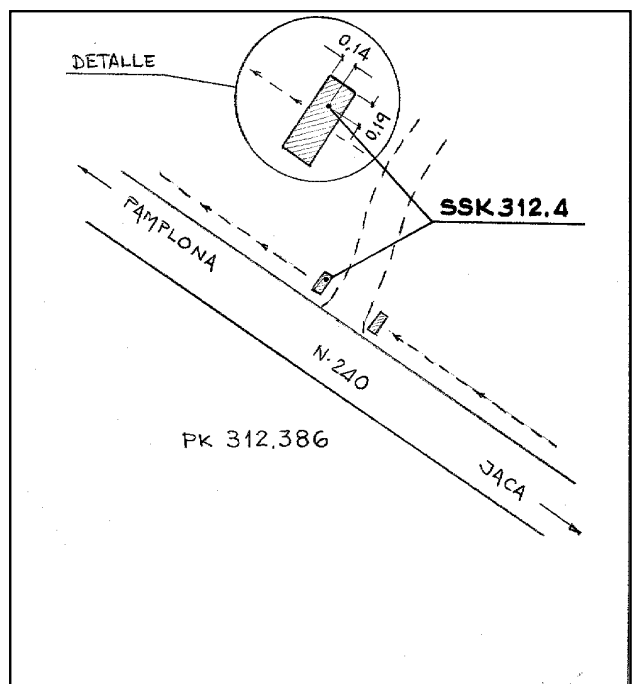 DETALLE
0,14
0,19
SSK 312.4
PAMPLONA
N-240
PK 312.386
JACA